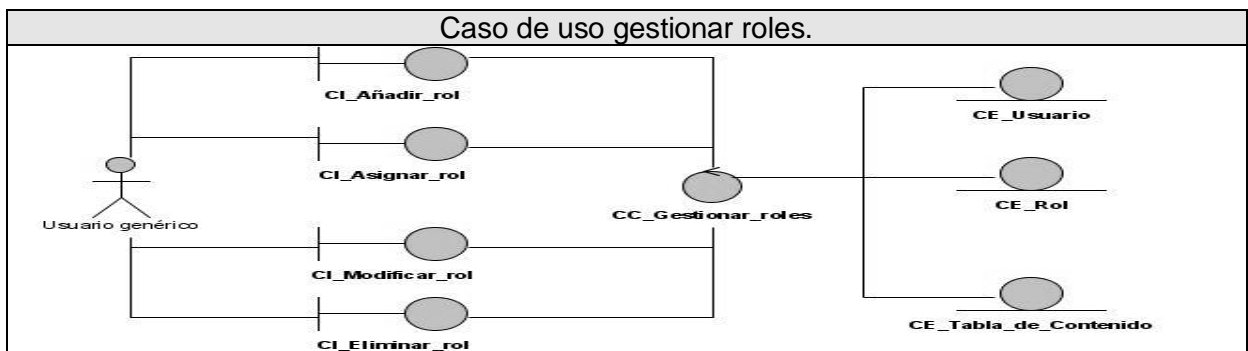 Caso de uso gestionar roles.
CI_Añadir_rol
CI_Asignar_rol
Usuario genérico
CI_Modificar_rol
CI_Eliminar_rol
CC_Gestionar_roles
CE_Usuario
CE_Rol
CE_Tabla_de_Contenido